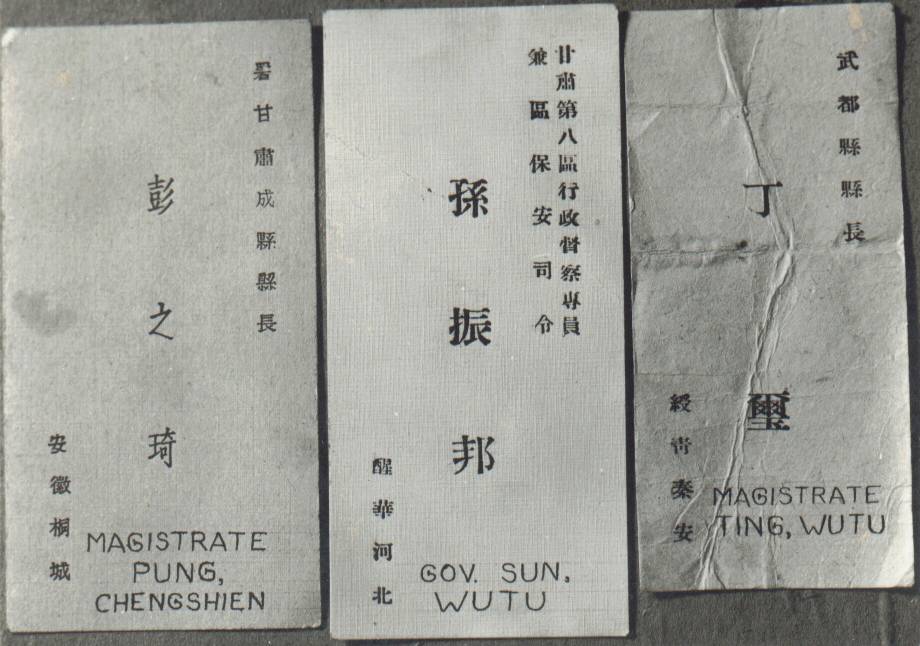 署甘肅成縣縣長
彭之琦
安徽桐城
MAGISTRATE
PUNG,
CHENGSHIEN
甘肅第八區行政督察專員
兼區保安司令
孫振邦
醒華河北
GOV. SUN,
WUTU
武都縣縣長
丁璽
綬青秦安
MAGISTRATE
TING, WUTU